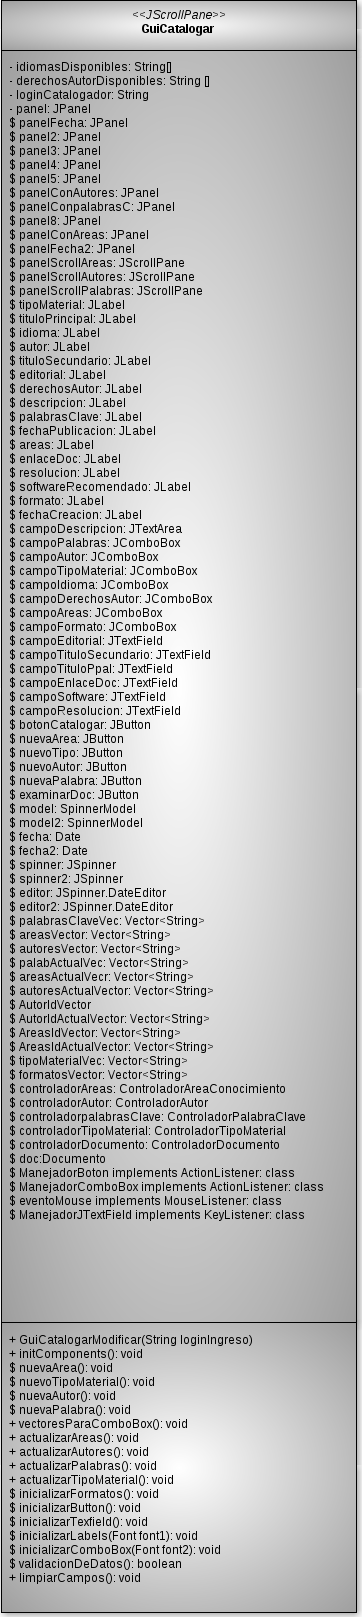 <<JScrollPane>>
GuiCatalogar
- idiomasDisponibles: String[]
- derechosAutorDisponibles: String []
- loginCatalogador: String
- panel: JPanel
$ panelFecha: JPanel
$ panel2: JPanel
$ panel3: JPanel
$ panel4: JPanel
$ panel5: JPanel
$ panelConAutores: JPanel
$ panelConpalabrasC: JPanel
$ panel8: JPanel
$ panelConAreas: JPanel
$ panelFecha2: JPanel
$ panelScrollAreas: JScrollPane
$ panelScrollAutores: JScrollPane
$ panelScrollPalabras: JScrollPane
$ tipoMaterial: JLabel
$ tituloPrincipal: JLabel
$ idioma: JLabel
$ autor: JLabel
$ tituloSecundario: JLabel
$ editorial: JLabel
$ derechosAutor: JLabel
$ descripcion: JLabel
$ palabrasClave: JLabel
$ fechaPublicacion: JLabel
$ areas: JLabel
$ enlaceDoc: JLabel
$ resolucion: JLabel
$ softwareRecomendado: JLabel
$ formato: JLabel
$ fechaCreacion: JLabel
$ campoDescripcion: JTextArea
$ campoPalabras: JComboBox
$ campoAutor: JComboBox
$ campoTipoMaterial: JComboBox
$ campoIdioma: JComboBox
$ campoDerechosAutor: JComboBox
$ campoAreas: JComboBox
$ campoFormato: JComboBox
$ campoEditorial: JTextField
$ campoTituloSecundario: JTextField
$ campoTituloPpal: JTextField
$ campoEnlaceDoc: JTextField
$ campoSoftware: JTextField
$ campoResolucion: JTextField
$ botonCatalogar: JButton
$ nuevaArea: JButton
$ nuevoTipo: JButton
$ nuevoAutor: JButton
$ nuevaPalabra: JButton
$ examinarDoc: JButton
$ model: SpinnerModel
$ model2: SpinnerModel
$ fecha: Date
$ fecha2: Date
$ spinner: JSpinner
$ spinner2: JSpinner
$ editor: JSpinner.DateEditor
$ editor2: JSpinner.DateEditor
$ palabrasClaveVec: Vector<String>
$ areasVector: Vector<String>
$ autoresVector: Vector<String>
$ palabActualVec: Vector<String>
$ areasActualVecr: Vector<String>
$ autoresActualVector: Vector<String>
$ AutorIdVector
$ AutorIdActualVector: Vector<String>
$ AreasIdVector: Vector<String>
$ AreasIdActualVector: Vector<String>
$ tipoMaterialVec: Vector<String>
$ formatosVector: Vector<String>
$ controladorAreas: ControladorAreaConocimiento
$ controladorAutor: ControladorAutor
$ controladorpalabrasClave: ControladorPalabraClave
$ controladorTipoMaterial: ControladorTipoMaterial
$ controladorDocumento: ControladorDocumento
$ doc:Documento
$ ManejadorBoton implements ActionListener: class
$ ManejadorComboBox implements ActionListener: class
$ eventoMouse implements MouseListener: class
$ ManejadorJTextField implements KeyListener: class
+ GuiCatalogarModificar(String loginIngreso)
+ initComponents(): void
$ nuevaArea(): void
$ nuevoTipoMaterial(): void
$ nuevaAutor(): void
$ nuevaPalabra(): void
+ vectoresParaComboBox(): void
+ actualizarAreas(): void
+ actualizarAutores(): void
+ actualizarPalabras(): void
+ actualizarTipoMaterial(): void
$ inicializarFormatos(): void
$ inicializarButton(): void
$ inicializarTexfield(): void
$ inicializarLabels(Font font1): void
$ inicializarComboBox(Font font2): void
$ validacionDeDatos(): boolean
+ limpiarCampos(): void